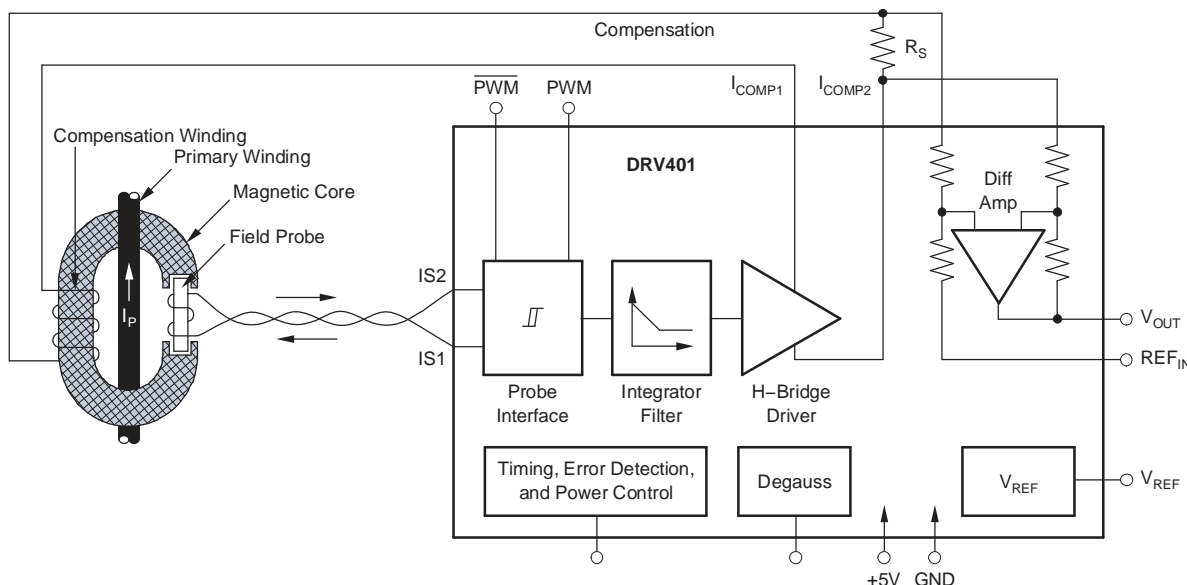 Compensation
R_S
PWM
PWM
I_COMP1
I_COMP2
Compensation Winding
Primary Winding
Magnetic Core
Field Probe
I_P
DRV401
Diff
Amp
IS2
IS1
Probe
Interface
Integrator
Filter
H−Bridge
Driver
V_OUT
REF_IN
Timing, Error Detection,
and Power Control
Degauss
V_REF
V_REF
+5V
GND